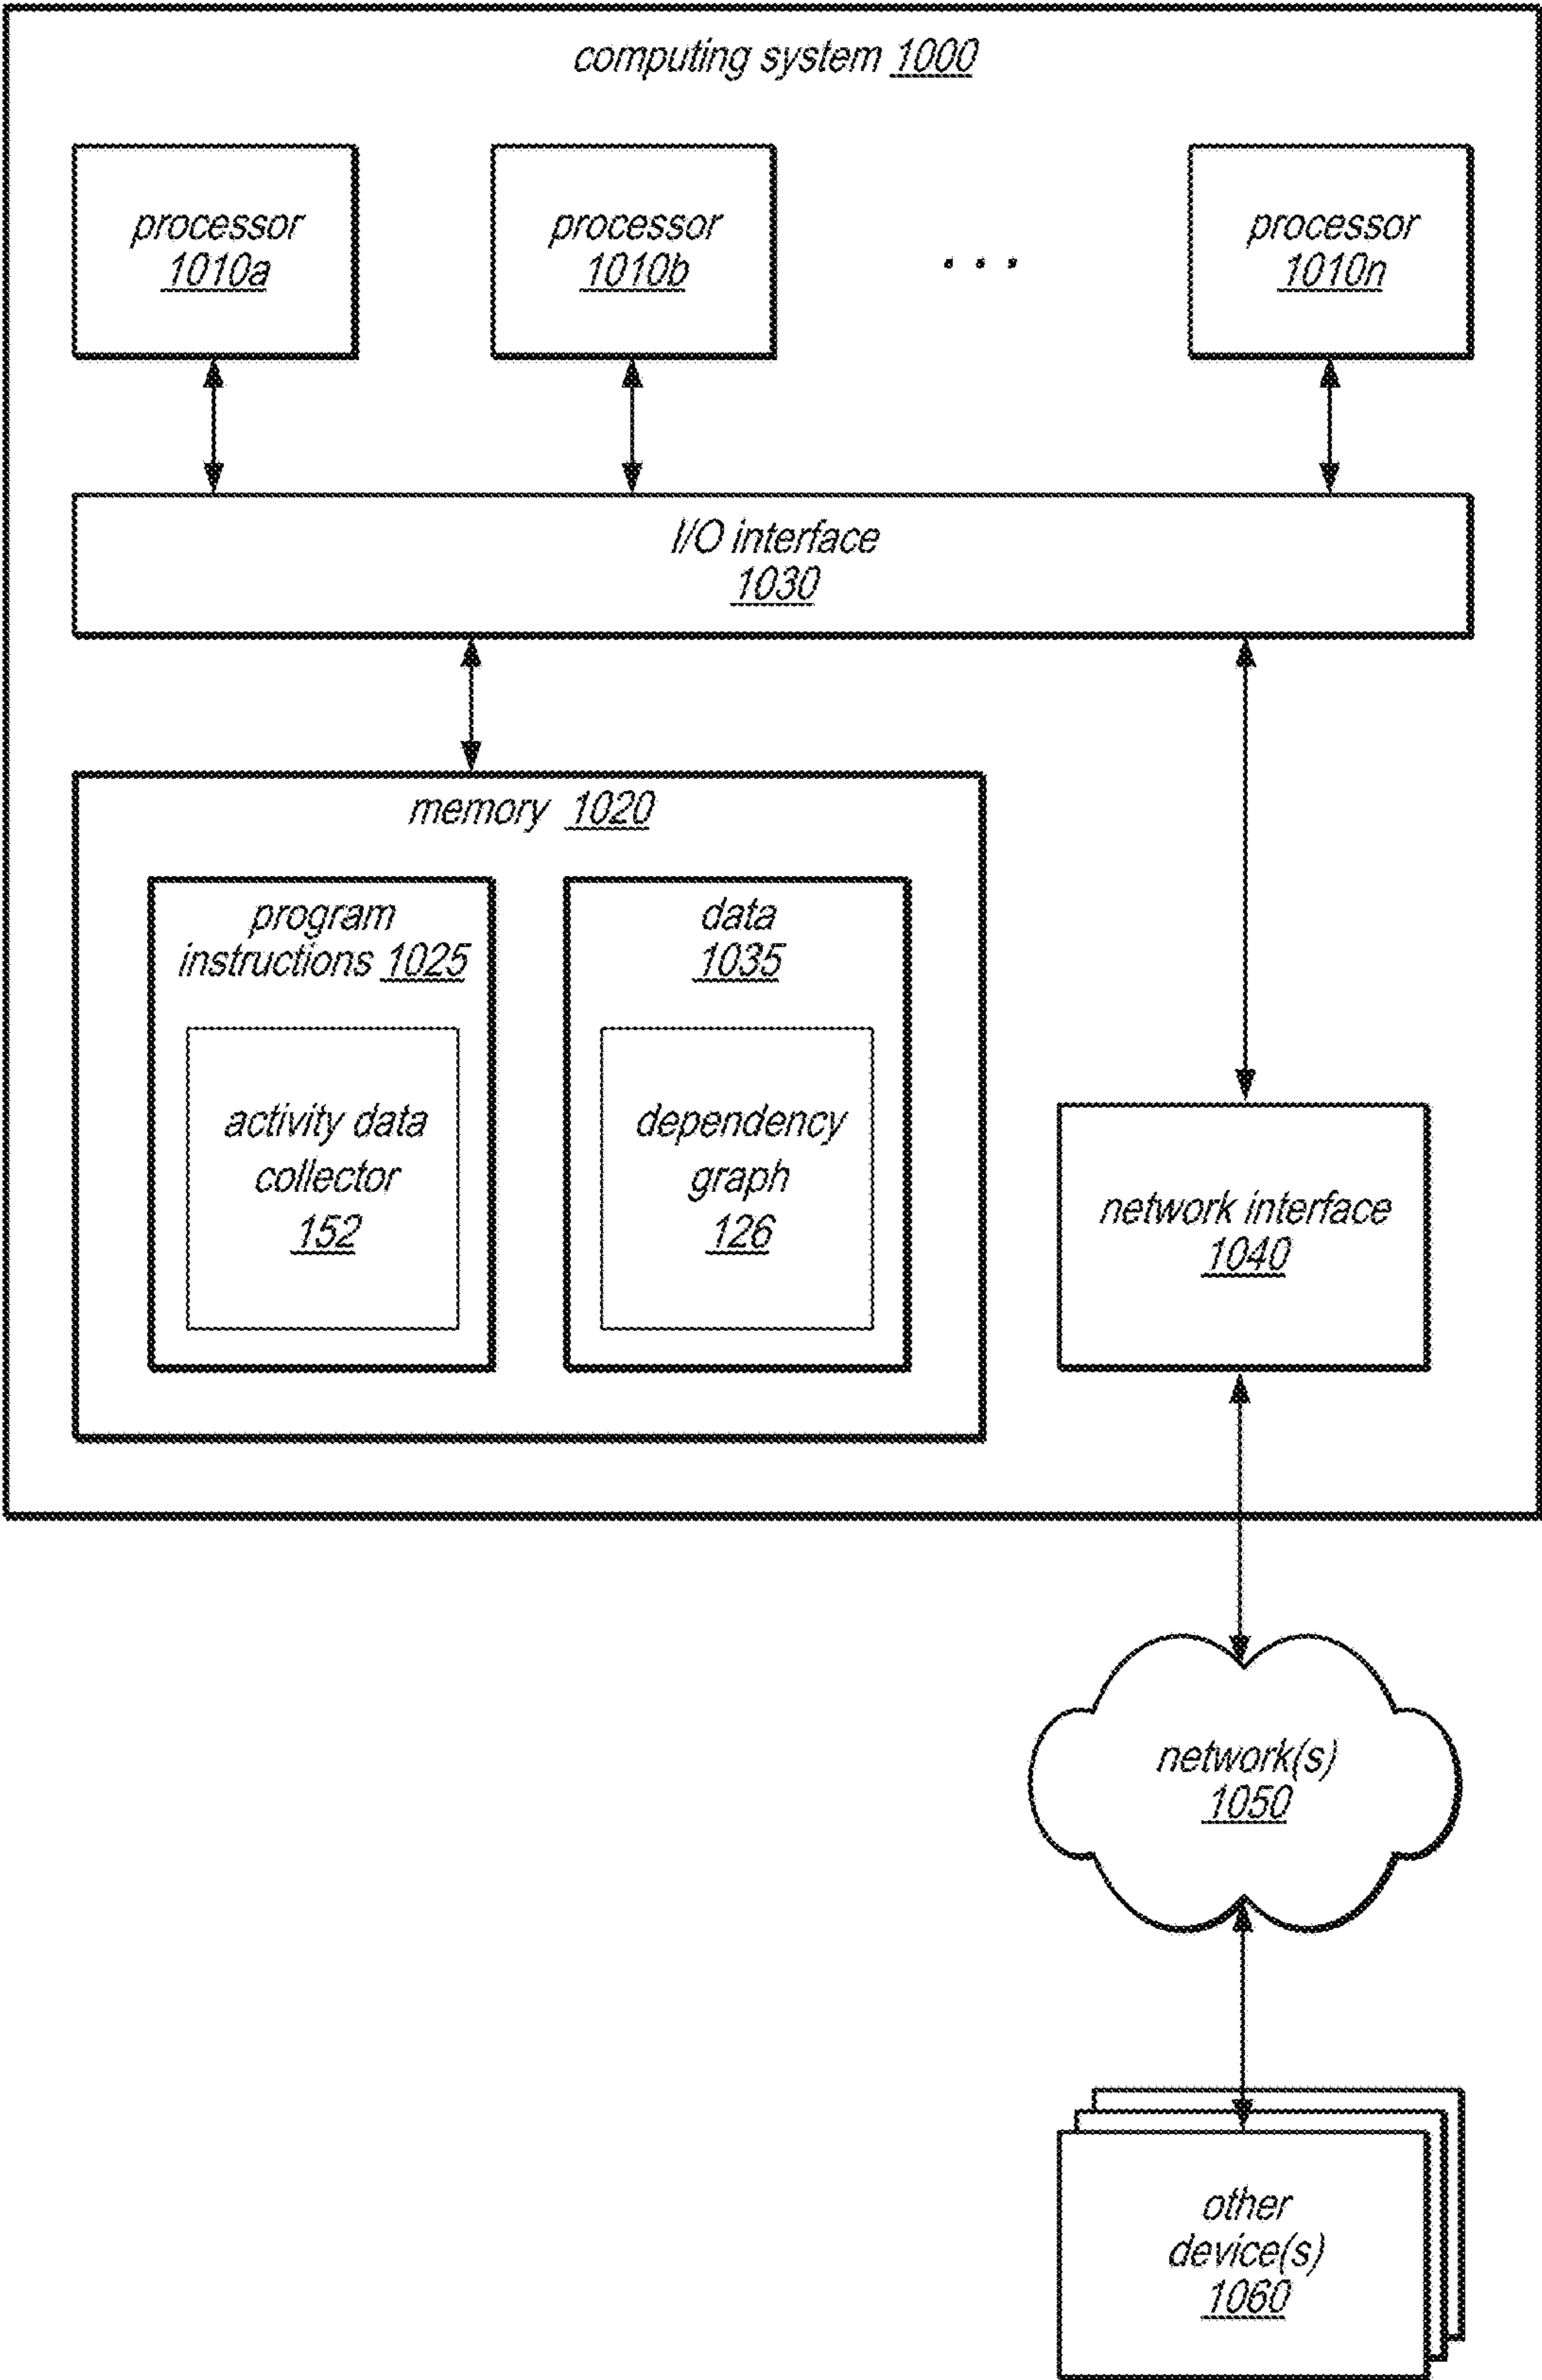 computing system 1000
processor
1010a
processor
1010b
. . .
processor
1010n
I/O interface
1030
memory 1020
program
instructions 1025
activity data
collector
152
data
1035
dependency
graph
126
network interface
1040
network(s)
1050
other
device(s)
1060